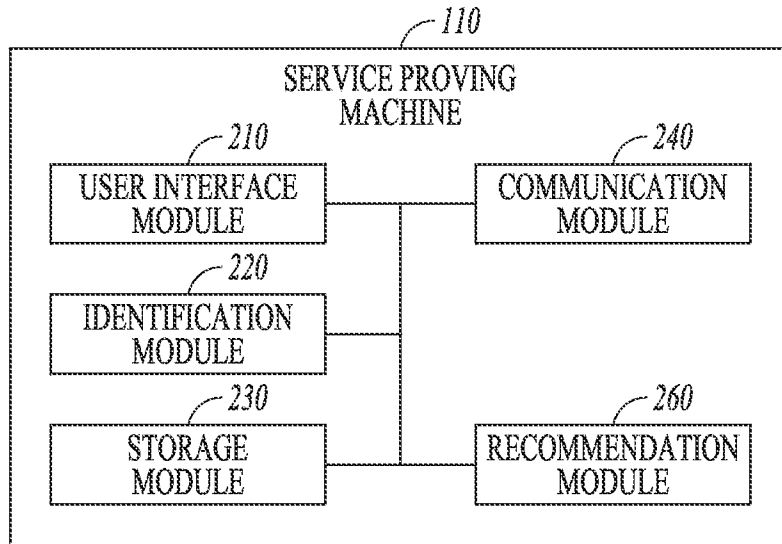 110
SERVICE PROVING
MACHINE
210
USER INTERFACE
MODULE
240
COMMUNICATION
MODULE
220
IDENTIFICATION
MODULE
230
STORAGE
MODULE
260
RECOMMENDATION
MODULE